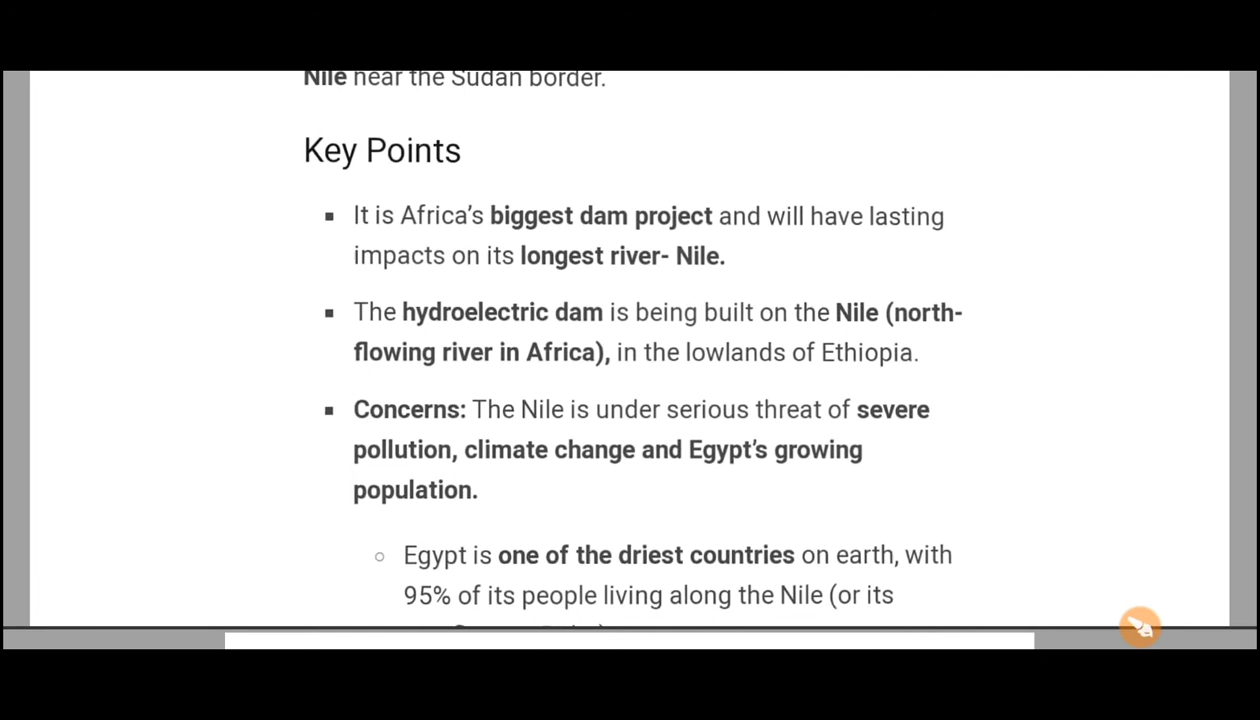 Nile near the Sudan border.
Key Points
▪ It is Africa’s biggest dam project and will have lasting
impacts on its longest river- Nile.
▪ The hydroelectric dam is being built on the Nile (north-
flowing river in Africa), in the lowlands of Ethiopia.
▪ Concerns: The Nile is under serious threat of severe
pollution, climate change and Egypt’s growing
population.
○ Egypt is one of the driest countries on earth, with
95% of its people living along the Nile (or its